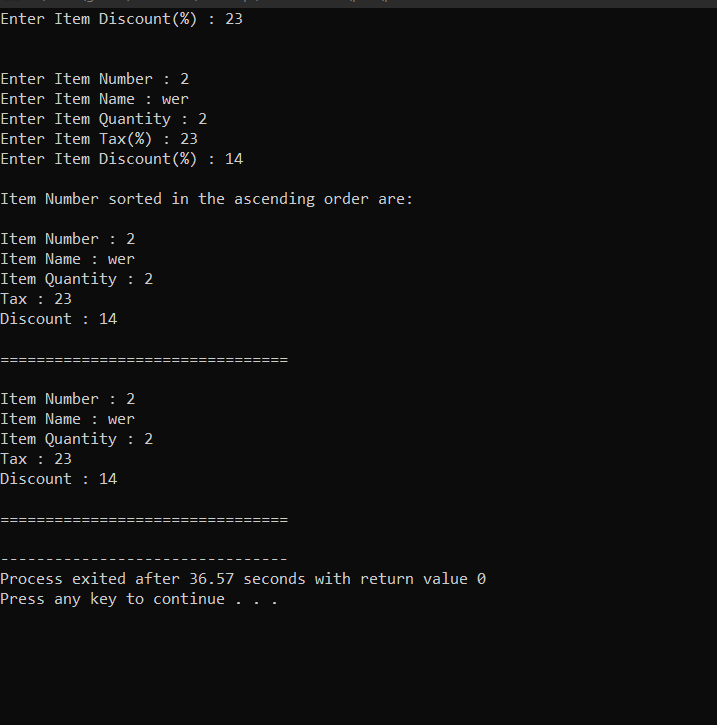 Enter Item Discount(%) : 23
Enter Item Number : 2
Enter Item Name : wer
Enter Item Quantity : 2
Enter Item Tax(%) : 23
Enter Item Discount(%) : 14
Item Number sorted in the ascending order are:
Item Number : 2
Item Name : wer
Item Quantity : 2
Tax : 23
Discount : 14
================================
Item Number : 2
Item Name : wer
Item Quantity : 2
Tax : 23
Discount : 14
================================
--------------------------------
Process exited after 36.57 seconds with return value 0
Press any key to continue . . .